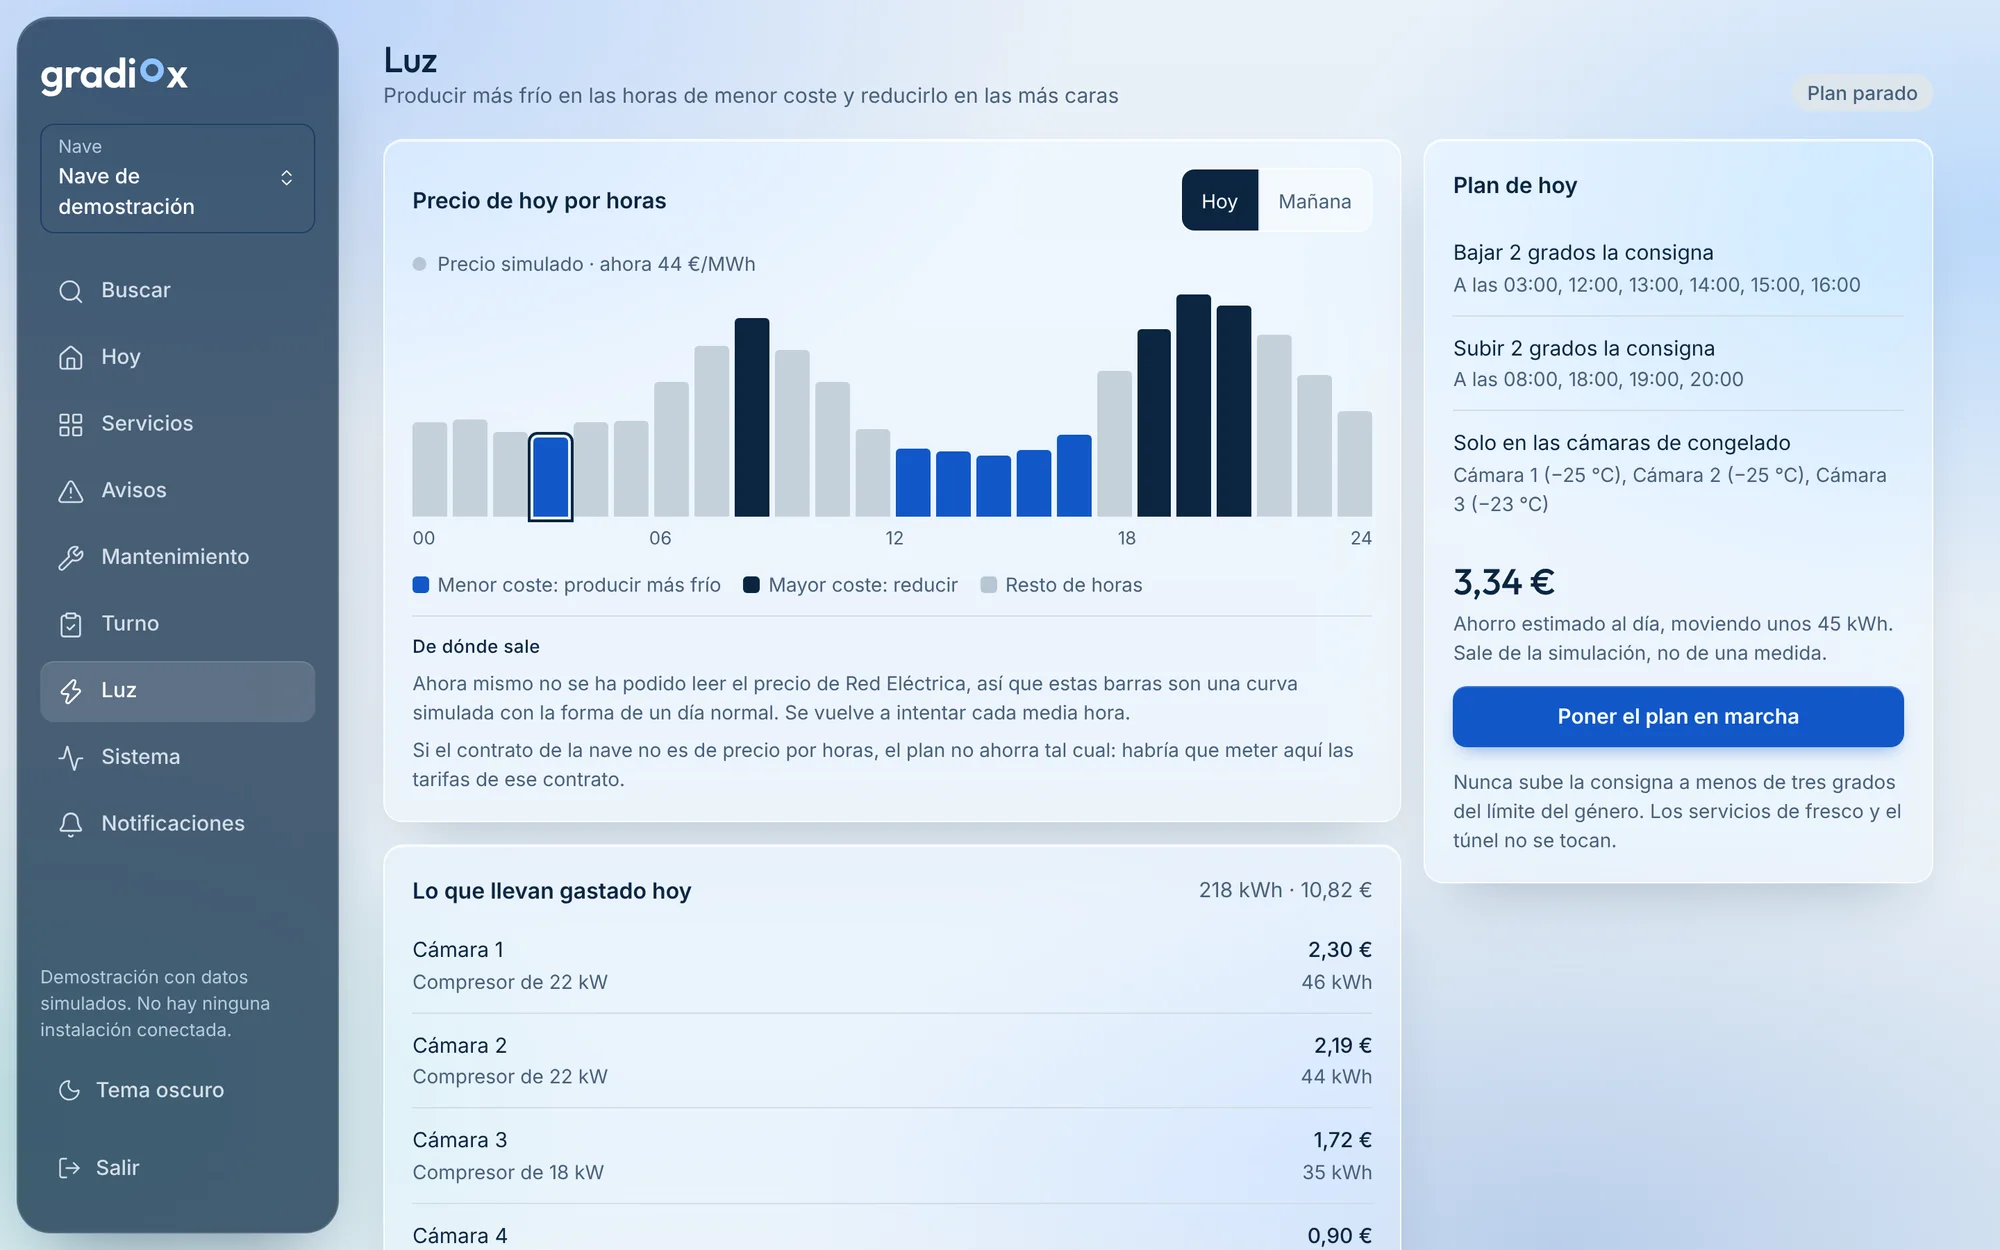 gradiox
Nave
Nave de
demostración
Buscar
Hoy
Servicios
Avisos
Mantenimiento
Turno
Luz
Sistema
Notificaciones
Demostración con datos
simulados. No hay ninguna
instalación conectada.
Tema oscuro
Salir
Luz
Producir más frío en las horas de menor coste y reducirlo en las más caras
Plan parado
Precio de hoy por horas
Hoy
Mañana
Precio simulado · ahora 44 €/MWh
00
06
12
18
24
Menor coste: producir más frío
Mayor coste: reducir
Resto de horas
De dónde sale
Ahora mismo no se ha podido leer el precio de Red Eléctrica, así que estas barras son una curva
simulada con la forma de un día normal. Se vuelve a intentar cada media hora.
Si el contrato de la nave no es de precio por horas, el plan no ahorra tal cual: habría que meter aquí las
tarifas de ese contrato.
Lo que llevan gastado hoy
218 kWh · 10,82 €
Cámara 1
2,30 €
Compresor de 22 kW
46 kWh
Cámara 2
2,19 €
Compresor de 22 kW
44 kWh
Cámara 3
1,72 €
Compresor de 18 kW
35 kWh
Cámara 4
0,90 €
Plan de hoy
Bajar 2 grados la consigna
A las 03:00, 12:00, 13:00, 14:00, 15:00, 16:00
Subir 2 grados la consigna
A las 08:00, 18:00, 19:00, 20:00
Solo en las cámaras de congelado
Cámara 1 (−25 °C), Cámara 2 (−25 °C), Cámara
3 (−23 °C)
3,34 €
Ahorro estimado al día, moviendo unos 45 kWh.
Sale de la simulación, no de una medida.
Poner el plan en marcha
Nunca sube la consigna a menos de tres grados
del límite del género. Los servicios de fresco y el
túnel no se tocan.